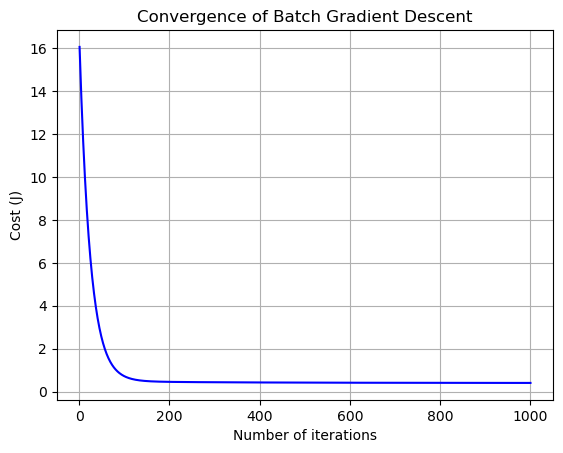 Convergence of Batch Gradient Descent
16
14
12
10
8
6
4
2
0
Cost (J)
0 200 400 600 800 1000
Number of iterations